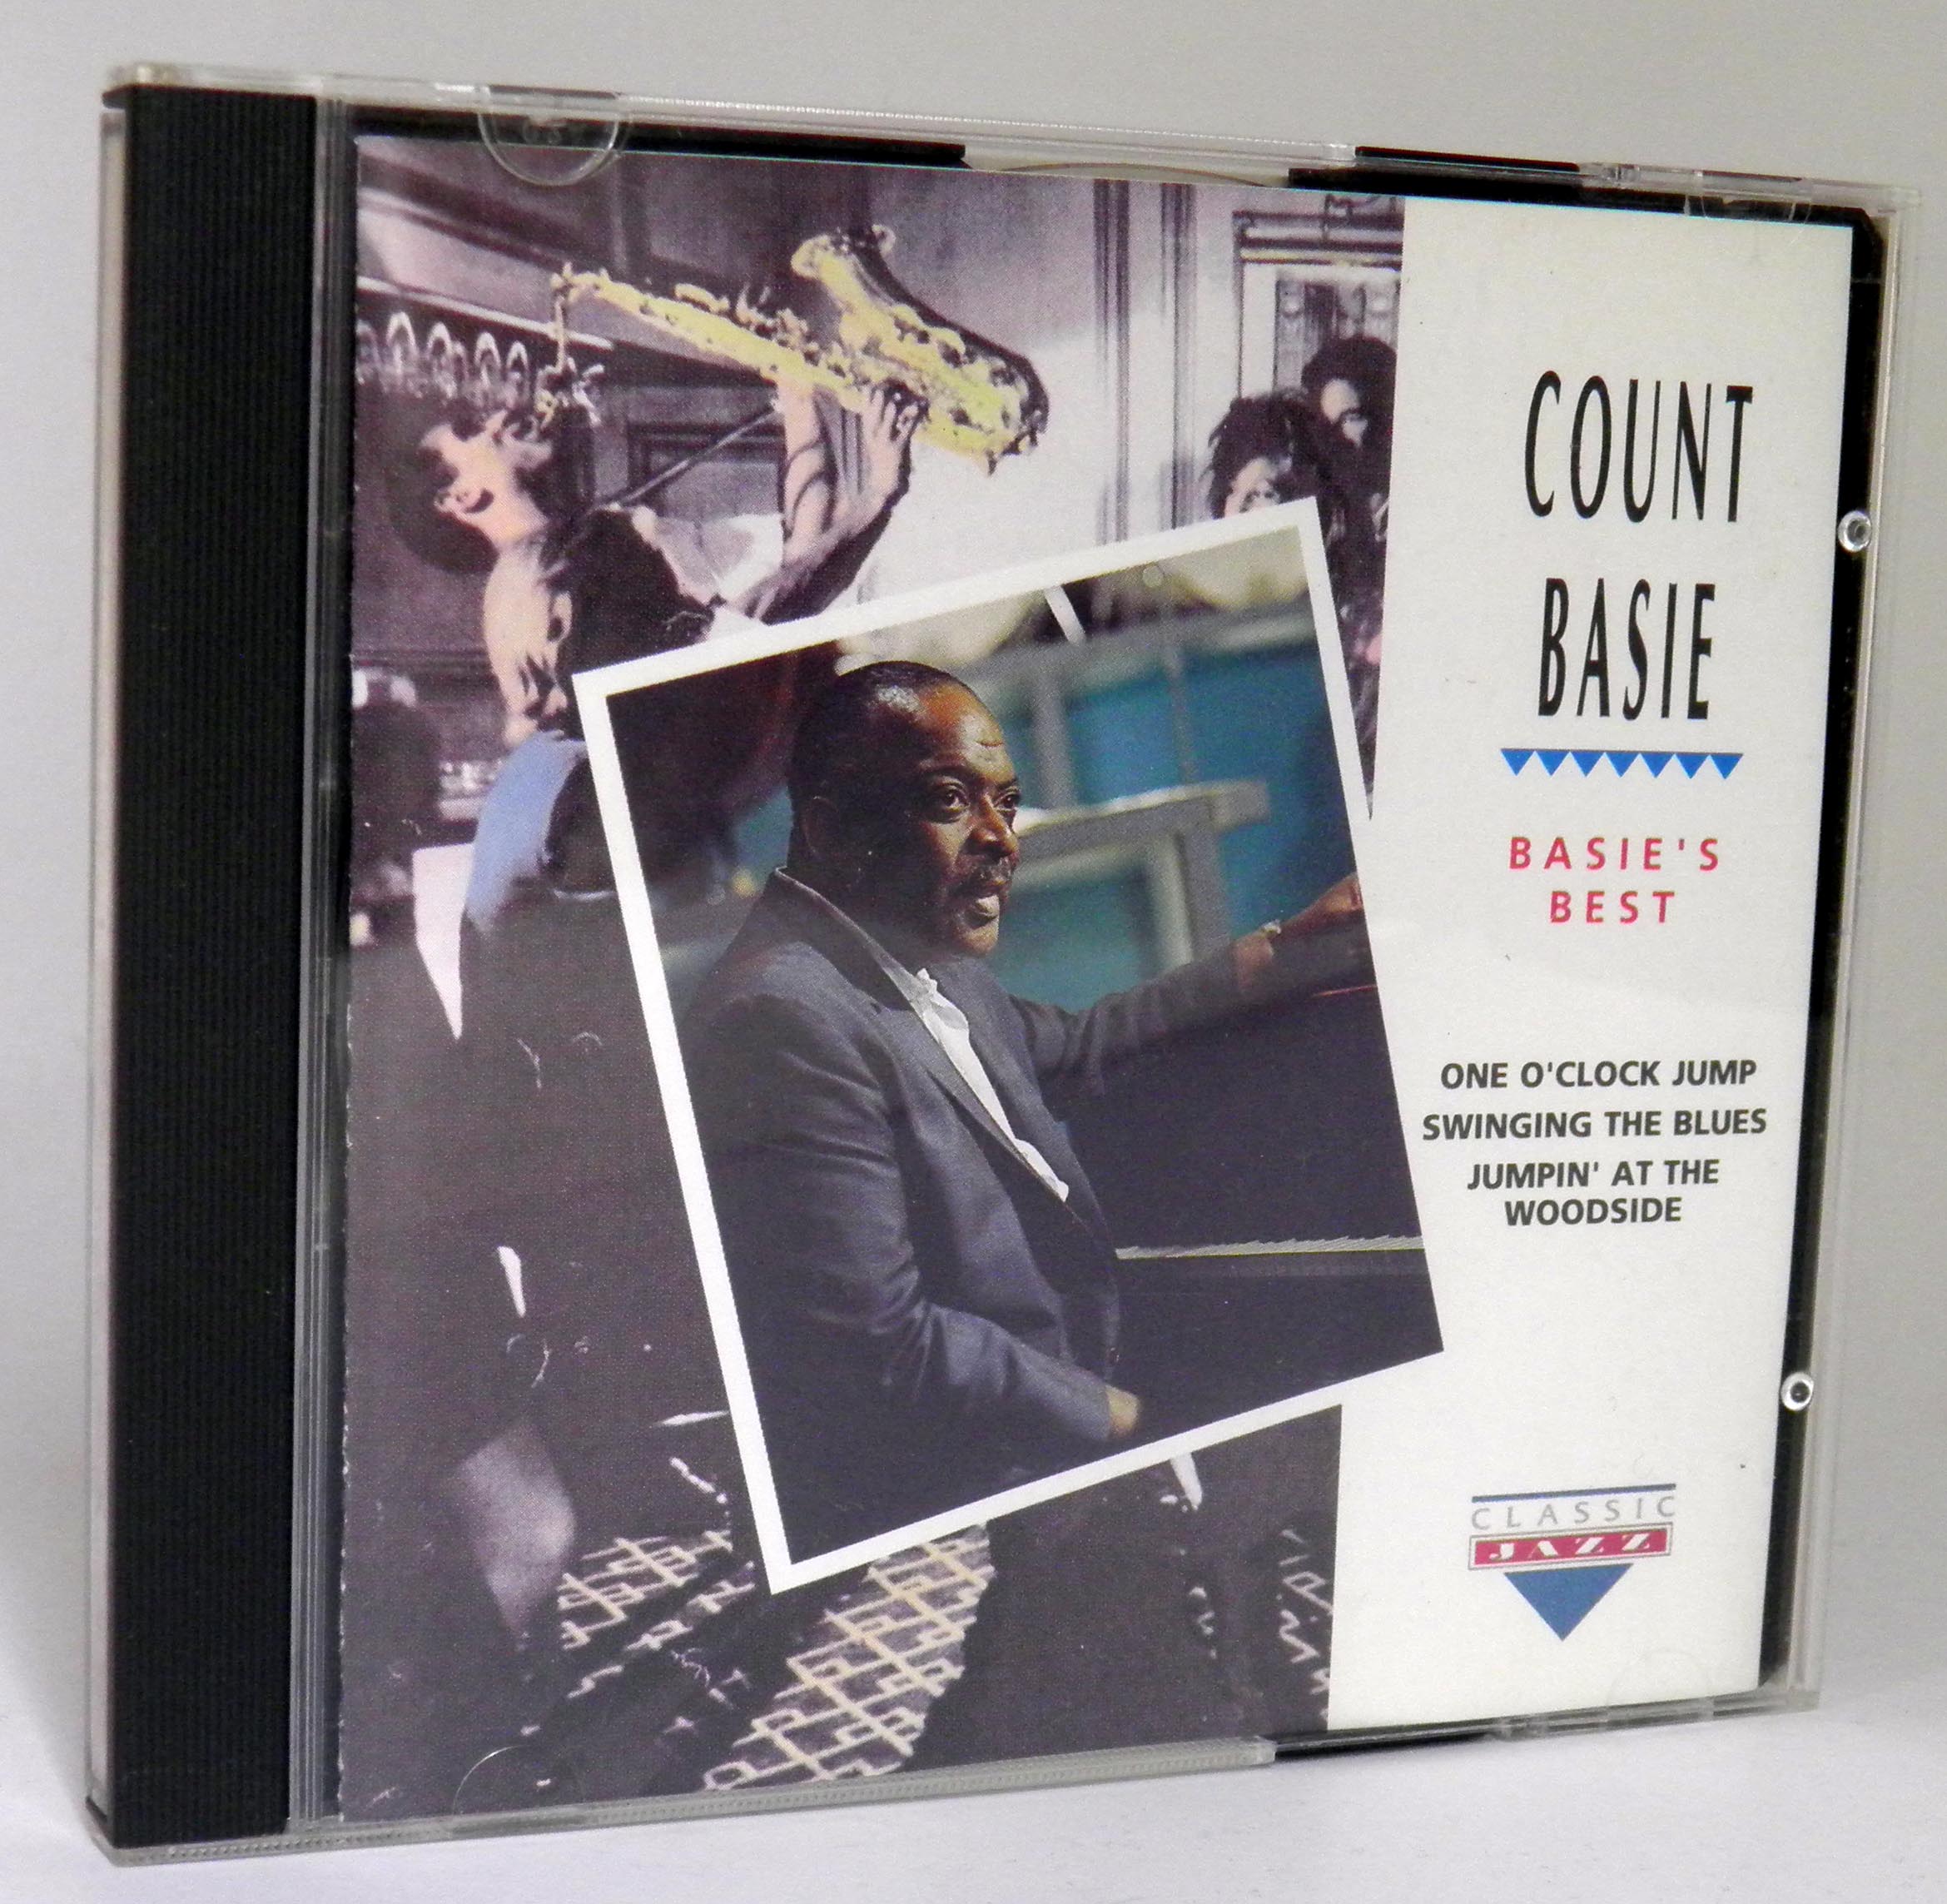 COUNT
BASIE
BASIE'S
BEST
ONE O'CLOCK JUMP
SWINGING THE BLUES
JUMPIN' AT THE
WOODSIDE
CLASSIC
JAZZ